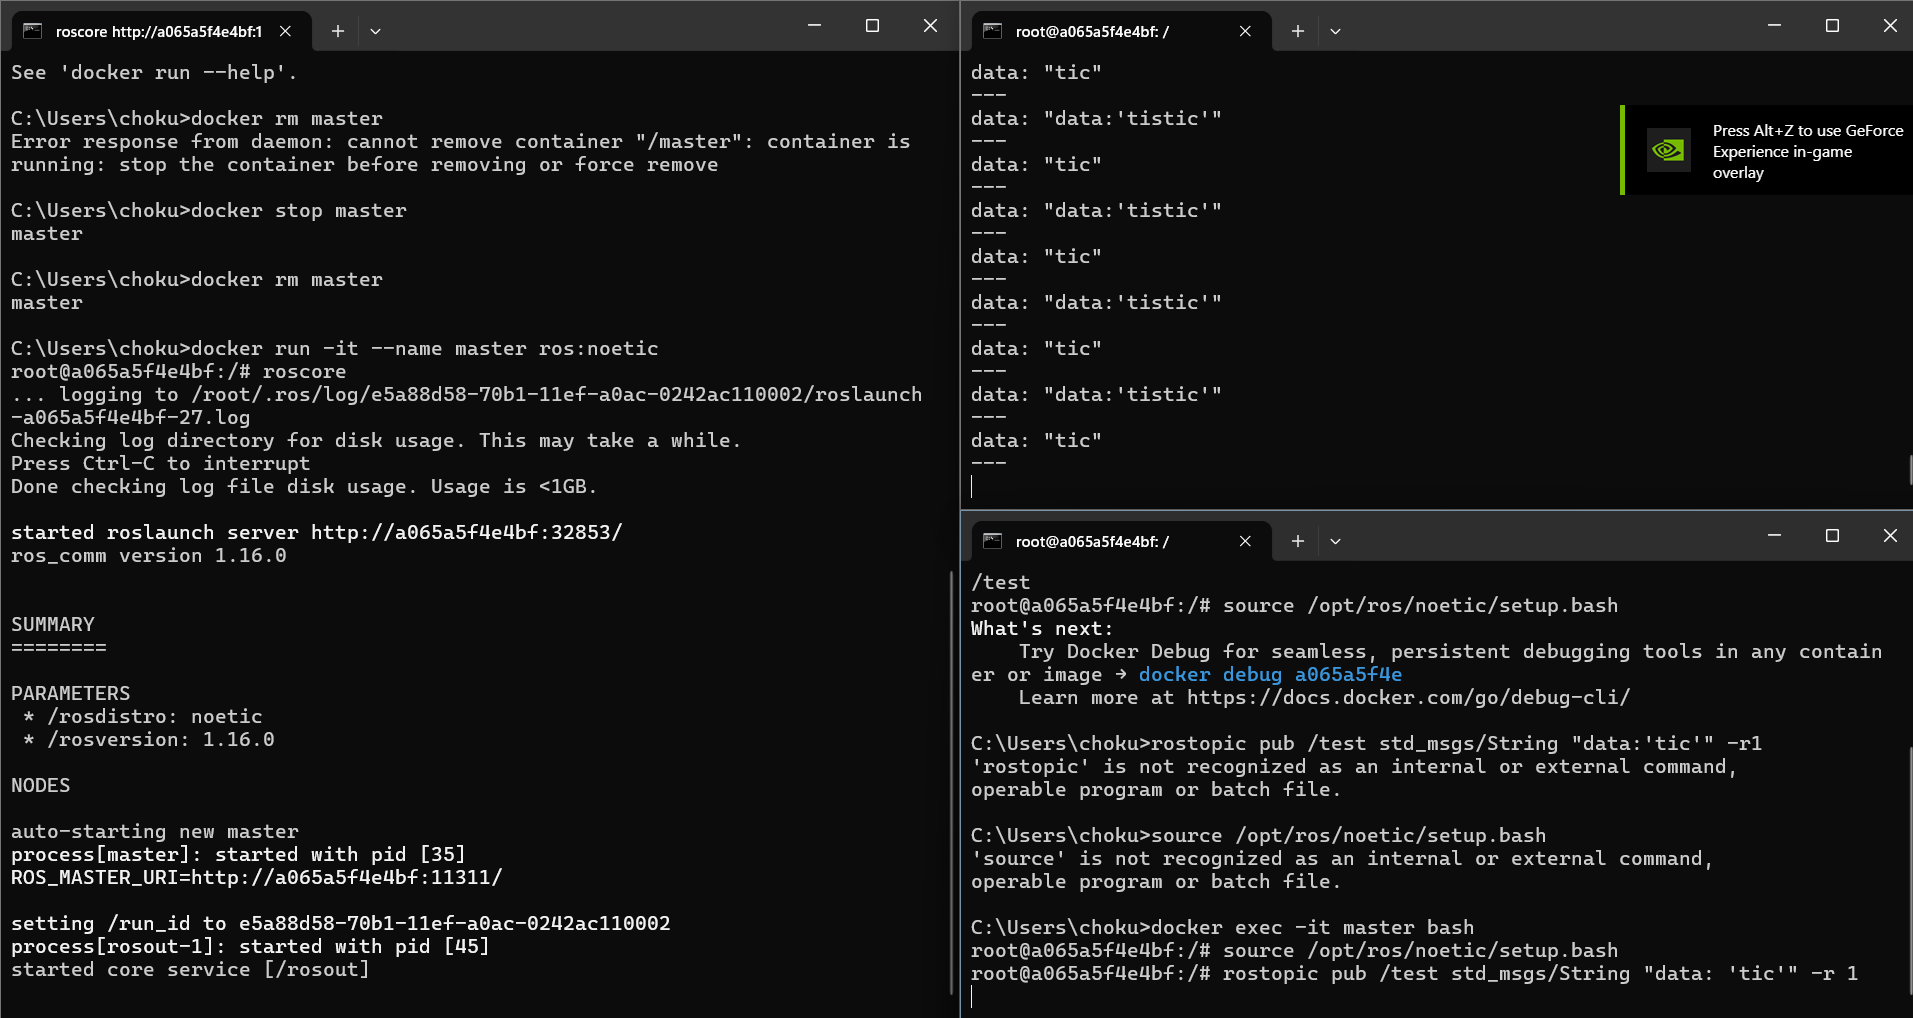 roscore http://a065a5f4e4bf:1
See 'docker run --help'.
C:\Users\choku>docker rm master
Error response from daemon: cannot remove container "/master": container is
running: stop the container before removing or force remove
C:\Users\choku>docker stop master
master
C:\Users\choku>docker rm master
master
C:\Users\choku>docker run -it --name master ros:noetic
root@a065a5f4e4bf:/# roscore
... logging to /root/.ros/log/e5a88d58-70b1-11ef-a0ac-0242ac110002/roslaunch
-a065a5f4e4bf-27.log
Checking log directory for disk usage. This may take a while.
Press Ctrl-C to interrupt
Done checking log file disk usage. Usage is <1GB.
started roslaunch server http://a065a5f4e4bf:32853/
ros_comm version 1.16.0
SUMMARY
========
PARAMETERS
* /rosdistro: noetic
* /rosversion: 1.16.0
NODES
auto-starting new master
process[master]: started with pid [35]
ROS_MASTER_URI=http://a065a5f4e4bf:11311/
setting /run_id to e5a88d58-70b1-11ef-a0ac-0242ac110002
process[rosout-1]: started with pid [45]
started core service [/rosout]
root@a065a5f4e4bf: /
data: "tic"
---
data: "data:'tistic'"
---
data: "tic"
---
data: "data:'tistic'"
---
data: "tic"
---
data: "data:'tistic'"
---
data: "tic"
---
data: "data:'tistic'"
---
data: "tic"
---
Press Alt+Z to use GeForce
Experience in-game
overlay
root@a065a5f4e4bf: /
/test
root@a065a5f4e4bf:/# source /opt/ros/noetic/setup.bash
What's next:
Try Docker Debug for seamless, persistent debugging tools in any contain
er or image → docker debug a065a5f4e
Learn more at https://docs.docker.com/go/debug-cli/
C:\Users\choku>rostopic pub /test std_msgs/String "data:'tic'" -r1
'rostopic' is not recognized as an internal or external command,
operable program or batch file.
C:\Users\choku>source /opt/ros/noetic/setup.bash
'source' is not recognized as an internal or external command,
operable program or batch file.
C:\Users\choku>docker exec -it master bash
root@a065a5f4e4bf:/# source /opt/ros/noetic/setup.bash
root@a065a5f4e4bf:/# rostopic pub /test std_msgs/String "data: 'tic'" -r 1